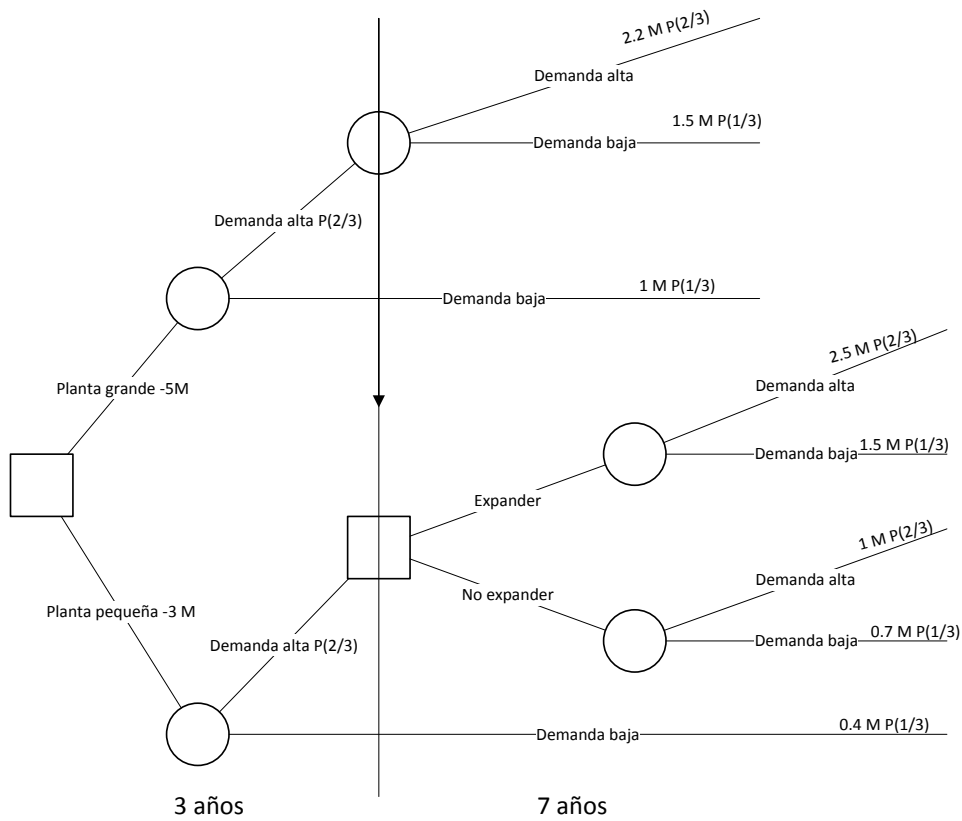 2.2 M P(2/3)
Demanda alta
1.5 M P(1/3)
Demanda baja
Demanda alta P(2/3)
1 M P(1/3)
Demanda baja
Planta grande -5M
2.5 M P(2/3)
Demanda alta
1.5 M P(1/3)
Demanda baja
Expander
1 M P(2/3)
Demanda alta
No expander
0.7 M P(1/3)
Demanda baja
Planta pequeña -3 M
Demanda alta P(2/3)
0.4 M P(1/3)
Demanda baja
3 años
7 años